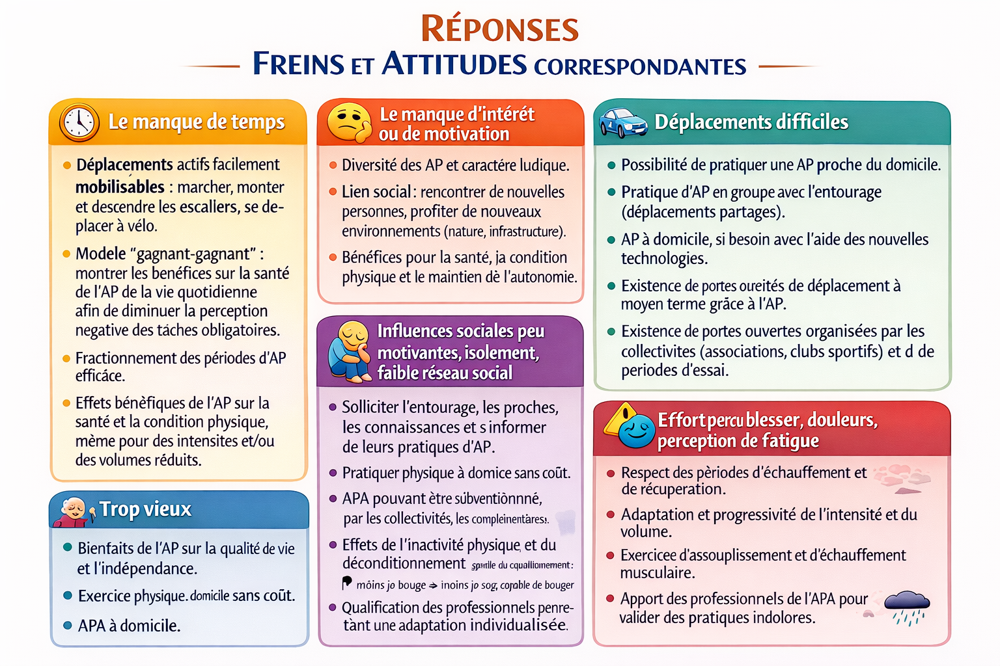 RÉPONSES
FREINS ET ATTITUDES CORRESPONDANTES
Le manque de temps
• Déplacements actifs facilement
mobilisables : marcher, monter
et descendre les escaliers, se de-
placer à vélo.
• Modele “gagnant-gagnant” :
montrer les benéfices sur la santé
de l'AP de la vie quotidienne
afin de diminuer la perception
negative des táches obligatoires.
• Fractionnement des périodes d'AP
efficáce.
• Effets bénèfiques de l'AP sur la
santé et la condition physique,
mème pour des intensites et/ou
des volumes réduits.
Trop vieux
• Bienfaits de l'AP sur la qualité de vie
et l'indépendance.
• Exercice physique. domicile sans coût.
• APA à domicile.
Le manque d'intérét
ou de motivation
• Diversité des AP et caractére ludique.
• Lien social : rencontrer de nouvelles
personnes, profiter de nouveaux
environnements (nature, infrastructure).
• Bénéfices pour la santé, ja condition
physique et le maintien dè l'autonomie.
Influences sociales peu
motivantes, isolement,
faible réseau social
• Solliciter l'entourage, les proches,
les connaissances et s informer
de leurs pratiques d'AP.
• Pratiquer physique à domice sans coût.
• APA pouvant ètre súbventiònnné,
par les collectivités, les
• Effets de l'inactivité physique, et du
déconditionnement
mòins jo bouge → inoins jo sog, copable de bouger
• Qualification des professionnels penre-
tànt une adaptation individualisée.
Déplacements difficiles
• Possibilité de pratiquer une AP proche du domicile.
• Pratique d'AP en groupe avec l'entourage
(déplacements partages).
• AP à domicile, si besoin avec l'aide des nouvelles
technologies.
• Existence de portes oureités de déplacement à
moyen terme grâce à l'AP.
• Existence de portes ouvertes organisées par les
collectivites (associations, clubs sportifs) et d de
periodes d'essai.
Effort percu blesser, douleurs,
perception de fatigue
• Respect des pèriodes d'échauffement et
de récuperation.
• Adaptation et progressivité de l'intensité et du
voluıne.
• Exercicee d'assouplissement et d'échauffement
musculaire.
• Apport des professionnels de l'APA pour
valider des pratiques indolores.